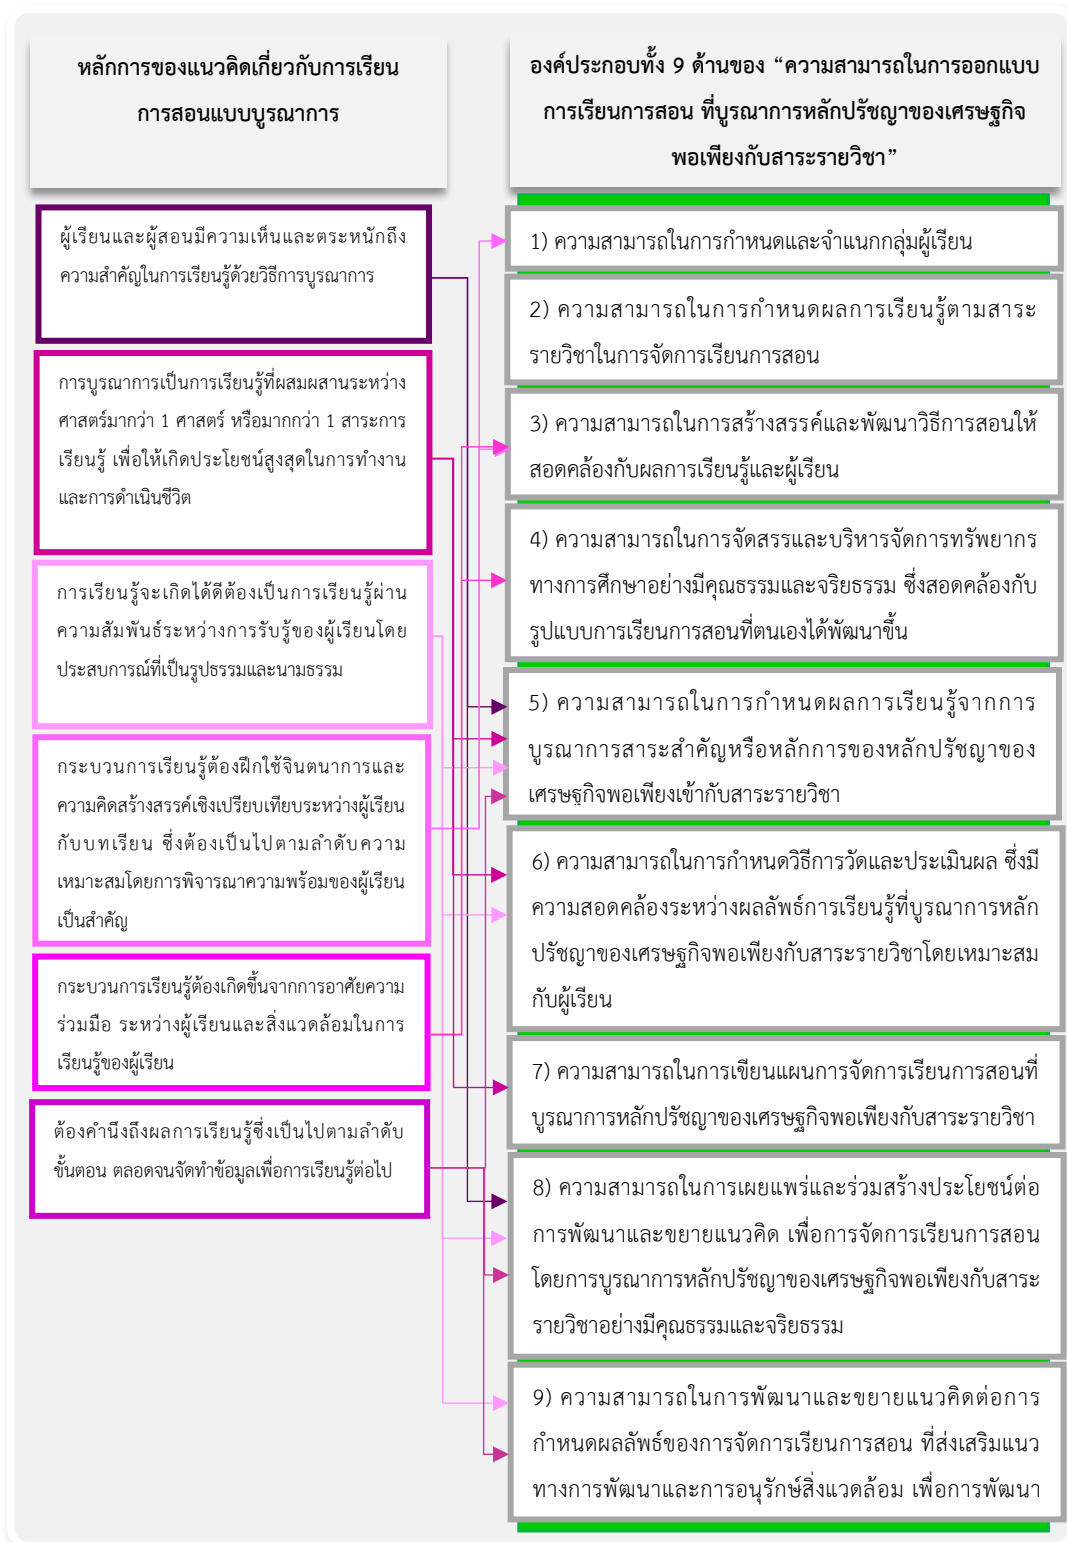 หลักการของแนวคิดเกี่ยวกับการเรียน
การสอนแบบบูรณาการ
ผู้เรียนและผู้สอนมีความเห็นและตระหนักถึง
ความสำคัญในการเรียนรู้ด้วยวิธีการบูรณาการ
การบูรณาการเป็นการเรียนรู้ที่ผสมผสานระหว่าง
ศาสตร์มากว่า 1 ศาสตร์ หรือมากกว่า 1 สาระการ
เรียนรู้ เพื่อให้เกิดประโยชน์สูงสุดในการทำงาน
และการดำเนินชีวิต
การเรียนรู้จะเกิดได้ดีต้องเป็นการเรียนรู้ผ่าน
ความสัมพันธ์ระหว่างการรับรู้ของผู้เรียนโดย
ประสบการณ์ที่เป็นรูปธรรมและนามธรรม
กระบวนการเรียนรู้ต้องฝึกใช้จินตนาการและ
ความคิดสร้างสรรค์เชิงเปรียบเทียบระหว่างผู้เรียน
กับบทเรียน ซึ่งต้องเป็นไปตามลำดับความ
เหมาะสมโดยการพิจารณาความพร้อมของผู้เรียน
เป็นสำคัญ
กระบวนการเรียนรู้ต้องเกิดขึ้นจากการอาศัยความ
ร่วมมือ ระหว่างผู้เรียนและสิ่งแวดล้อมในการ
เรียนรู้ของผู้เรียน
ต้องคำนึงถึงผลการเรียนรู้ซึ่งเป็นไปตามลำดับ
ขั้นตอน ตลอดจนจัดทำข้อมูลเพื่อการเรียนรู้ต่อไป
องค์ประกอบทั้ง 9 ด้านของ “ความสามารถในการออกแบบ
การเรียนการสอน ที่บูรณาการหลักปรัชญาของเศรษฐกิจ
พอเพียงกับสาระรายวิชา”
1) ความสามารถในการกำหนดและจำแนกกลุ่มผู้เรียน
2) ความสามารถในการกำหนดผลการเรียนรู้ตามสาระ
รายวิชาในการจัดการเรียนการสอน
3) ความสามารถในการสร้างสรรค์และพัฒนาวิธีการสอนให้
สอดคล้องกับผลการเรียนรู้และผู้เรียน
4) ความสามารถในการจัดสรรและบริหารจัดการทรัพยากร
ทางการศึกษาอย่างมีคุณธรรมและจริยธรรม ซึ่งสอดคล้องกับ
รูปแบบการเรียนการสอนที่ตนเองได้พัฒนาขึ้น
5) ความสามารถในการกำหนดผลการเรียนรู้จากการ
บูรณาการสาระสำคัญหรือหลักการของหลักปรัชญาของ
เศรษฐกิจพอเพียงเข้ากับสาระรายวิชา
6) ความสามารถในการกำหนดวิธีการวัดและประเมินผล ซึ่งมี
ความสอดคล้องระหว่างผลลัพธ์การเรียนรู้ที่บูรณาการหลัก
ปรัชญาของเศรษฐกิจพอเพียงกับสาระรายวิชาโดยเหมาะสม
กับผู้เรียน
7) ความสามารถในการเขียนแผนการจัดการเรียนการสอนที่
บูรณาการหลักปรัชญาของเศรษฐกิจพอเพียงกับสาระรายวิชา
8) ความสามารถในการเผยแพร่และร่วมสร้างประโยชน์ต่อ
การพัฒนาและขยายแนวคิด เพื่อการจัดการเรียนการสอน
โดยการบูรณาการหลักปรัชญาของเศรษฐกิจพอเพียงกับสาระ
รายวิชาอย่างมีคุณธรรมและจริยธรรม
9) ความสามารถในการพัฒนาและขยายแนวคิดต่อการ
กำหนดผลลัพธ์ของการจัดการเรียนการสอน ที่ส่งเสริมแนว
ทางการพัฒนาและการอนุรักษ์สิ่งแวดล้อม เพื่อการพัฒนา